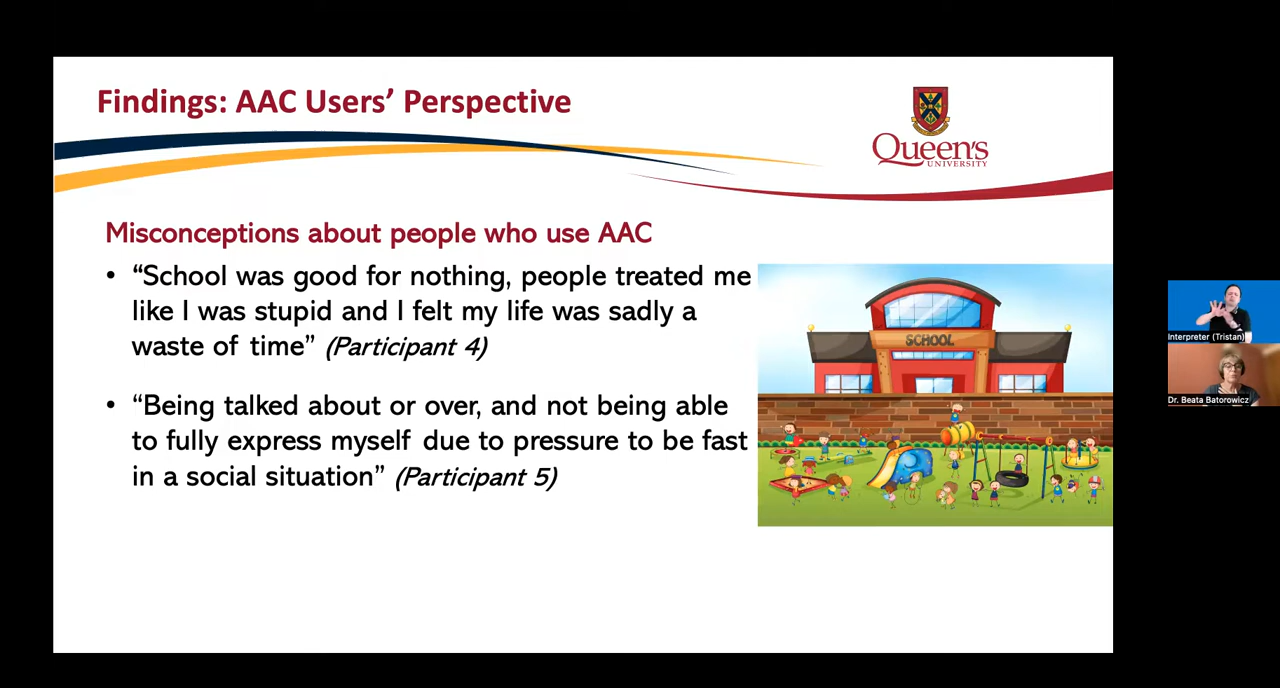 Findings: AAC Users’ Perspective
Queen's
UNIVERSITY
Misconceptions about people who use AAC
• “School was good for nothing, people treated me
like I was stupid and I felt my life was sadly a
waste of time” (Participant 4)
• “Being talked about or over, and not being able
to fully express myself due to pressure to be fast
in a social situation” (Participant 5)
SCHOOL
Interpreter (Tristan)
Dr. Beata Batorowicz